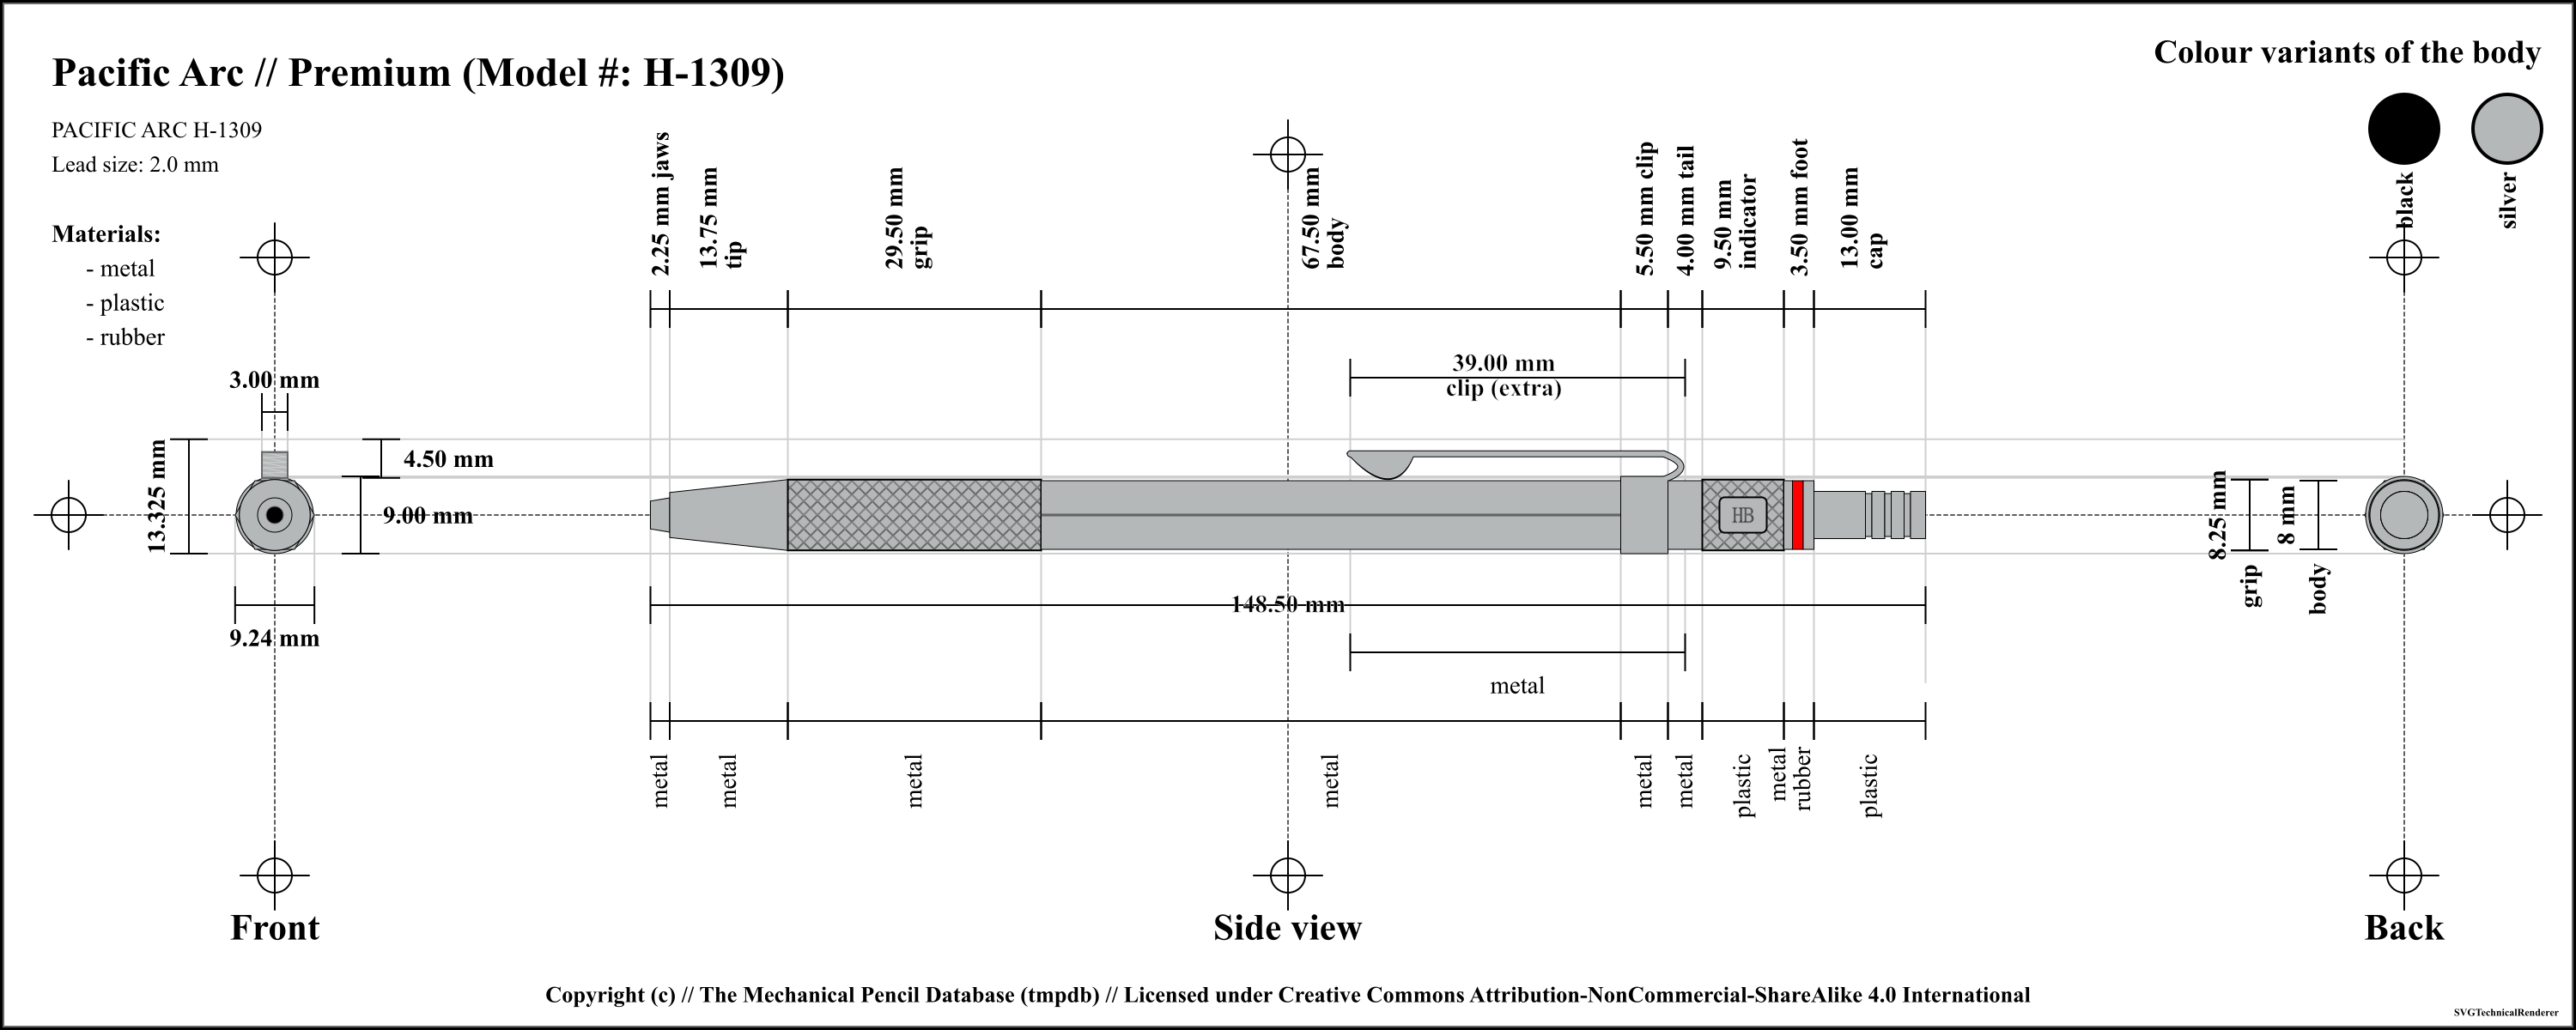 Pacific Arc // Premium (Model #: H-1309)
PACIFIC ARC H-1309
Lead size: 2.0 mm
Materials:
- metal
- plastic
- rubber
Colour variants of the body
black
silver
2.25 mm jaws
13.75 mm
tip
29.50 mm
grip
67.50 mm
body
5.50 mm clip
4.00 mm tail
9.50 mm
indicator
3.50 mm foot
13.00 mm
cap
39.00 mm
clip (extra)
3.00 mm
13.325 mm
4.50 mm
9.00 mm
9.24 mm
HB
148.50 mm
metal
8.25 mm
grip
8 mm
body
metal
metal
metal
metal
metal
metal
plastic
metal
rubber
plastic
Front
Side view
Back
Copyright (c) // The Mechanical Pencil Database (tmpdb) // Licensed under Creative Commons Attribution-NonCommercial-ShareAlike 4.0 International
SVGTechnicalRenderer